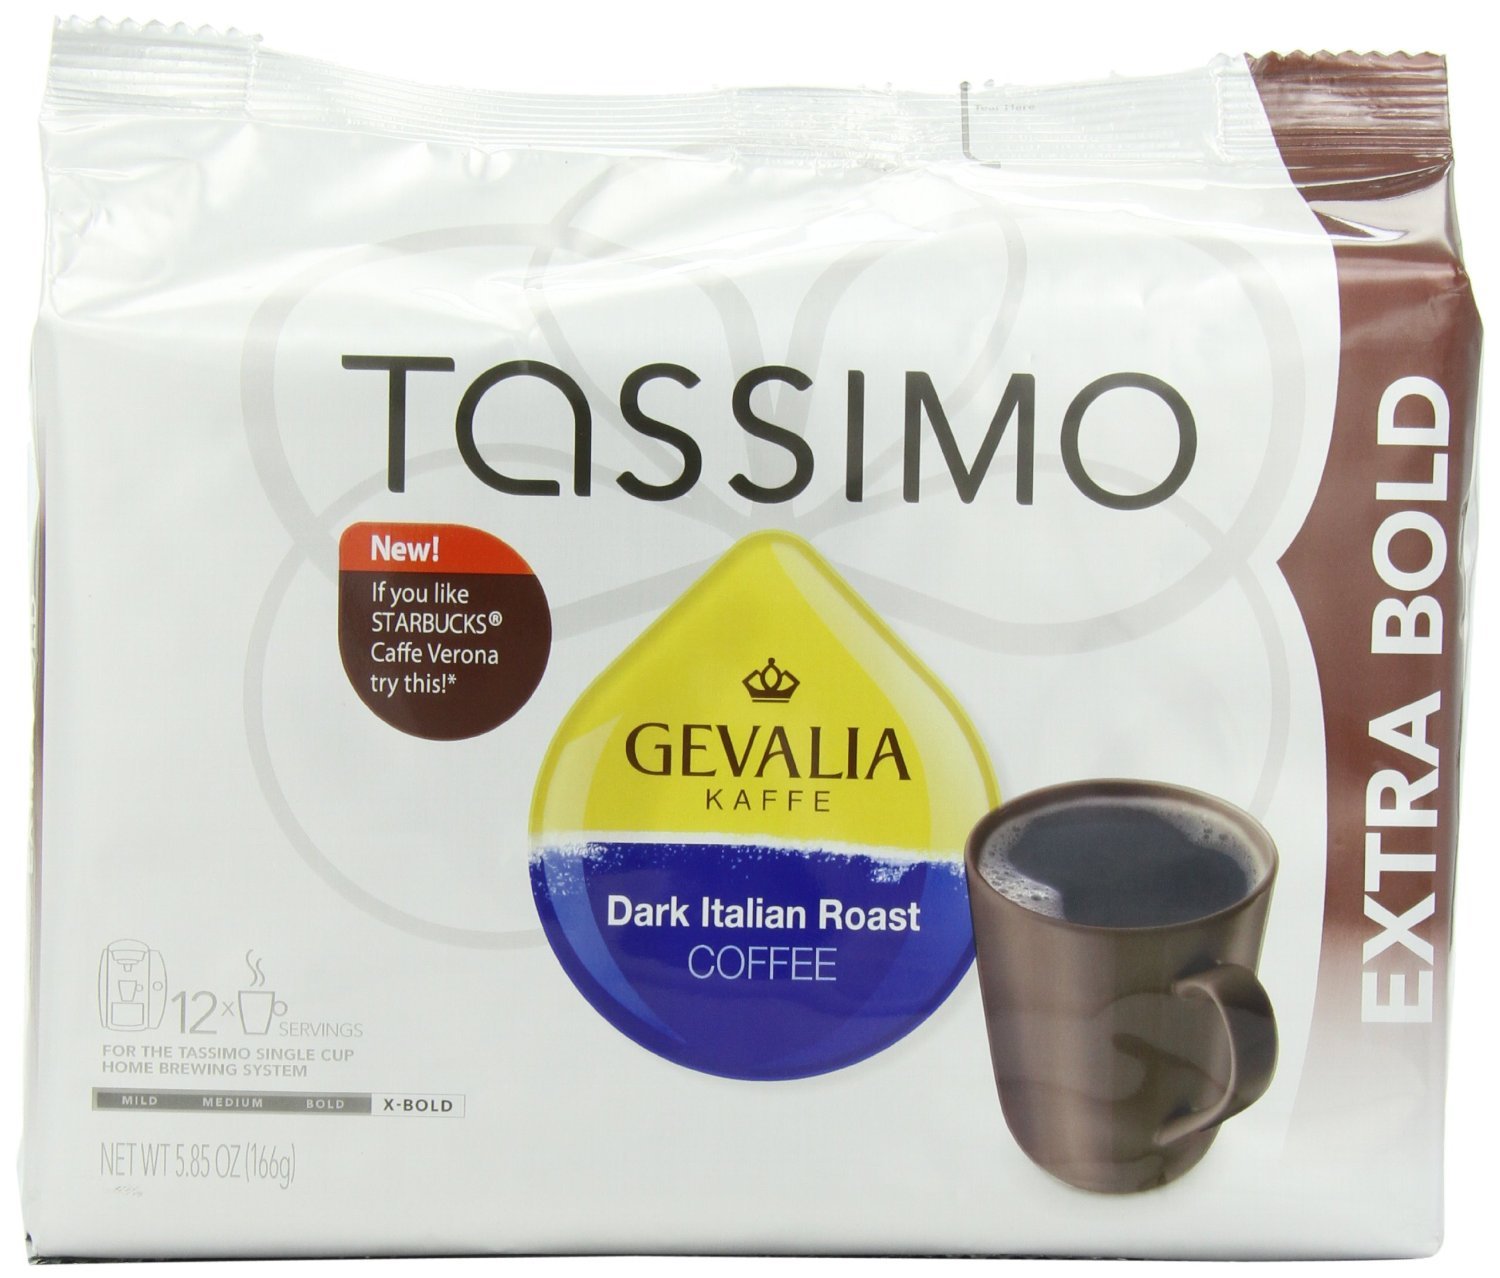 Tear Here
TASSIMO
New!
If you like
STARBUCKS®
Caffe Verona
try this!*
GEVALIA
KAFFE
Dark Italian Roast
COFFEE
EXTRA BOLD
12 x SERVINGS
FOR THE TASSIMO SINGLE CUP
HOME BREWING SYSTEM
MILD MEDIUM BOLD X-BOLD
NET WT 5.85 OZ (166g)